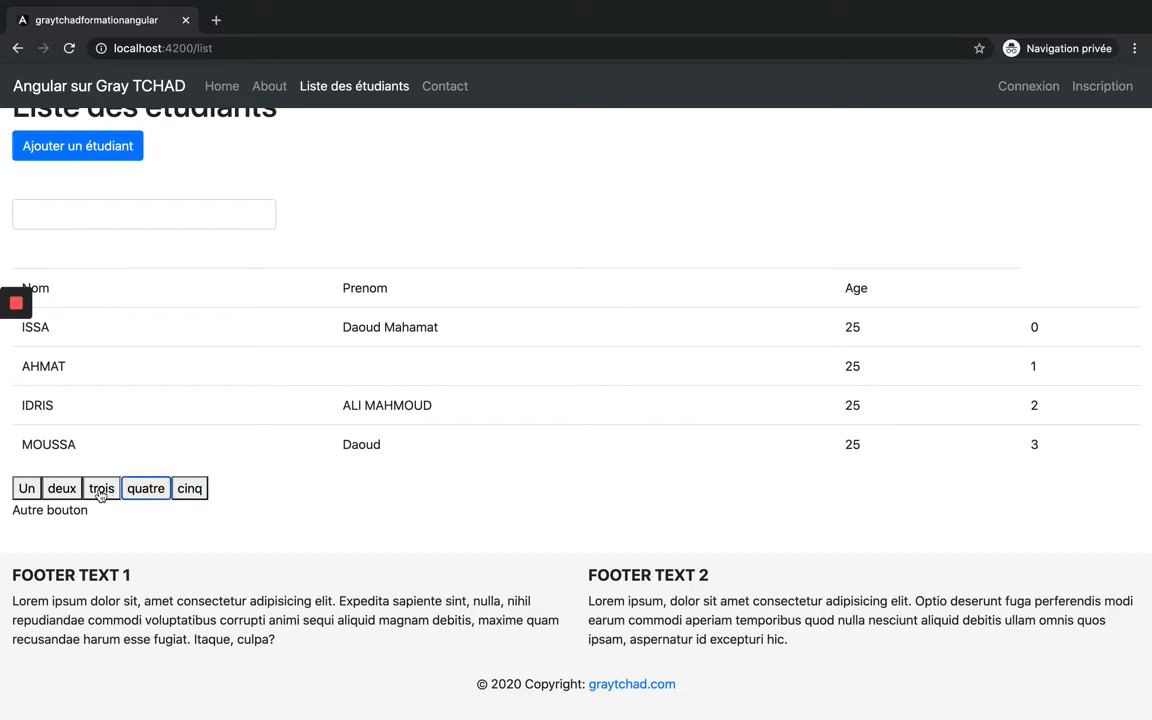 graytchadformationangular
localhost:4200/list
Navigation privée
Angular sur Gray TCHAD Home About Liste des étudiants Contact Connexion Inscription
Liste des étudiants
Ajouter un étudiant
Nom Prenom Age
ISSA Daoud Mahamat 25 0
AHMAT 25 1
IDRIS ALI MAHMOUD 25 2
MOUSSA Daoud 25 3
Un deux trois quatre cinq
Autre bouton
FOOTER TEXT 1
Lorem ipsum dolor sit, amet consectetur adipisicing elit. Expedita sapiente sint, nulla, nihil
repudiandae commodi voluptatibus corrupti animi sequi aliquid magnam debitis, maxime quam
recusandae harum esse fugiat. Itaque, culpa?
FOOTER TEXT 2
Lorem ipsum, dolor sit amet consectetur adipisicing elit. Optio deserunt fuga perferendis modi
earum commodi aperiam temporibus quod nulla nesciunt aliquid debitis ullam omnis quos
ipsam, aspernatur id excepturi hic.
© 2020 Copyright: graytchad.com